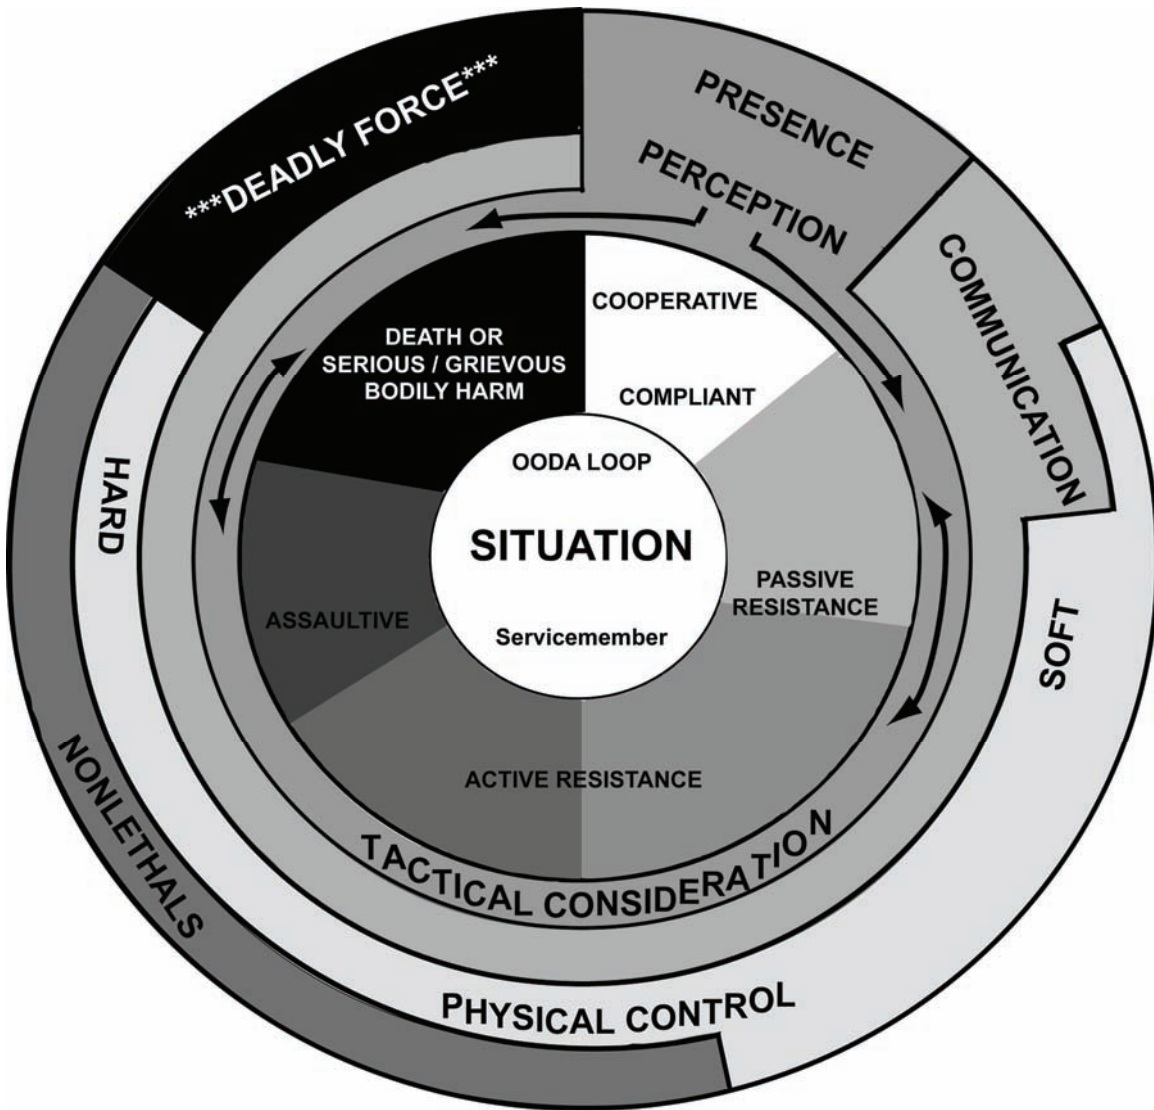 ***DEADLY FORCE***
PRESENCE
PERCEPTION
COMMUNICATION
COOPERATIVE
COMPLIANT
DEATH OR
SERIOUS / GRIEVOUS
BODILY HARM
OODA LOOP
SITUATION
Servicemember
HARD
ASSAULTIVE
PASSIVE
RESISTANCE
SOFT
ACTIVE RESISTANCE
NONLETHALS
TACTICAL CONSIDERATION
PHYSICAL CONTROL